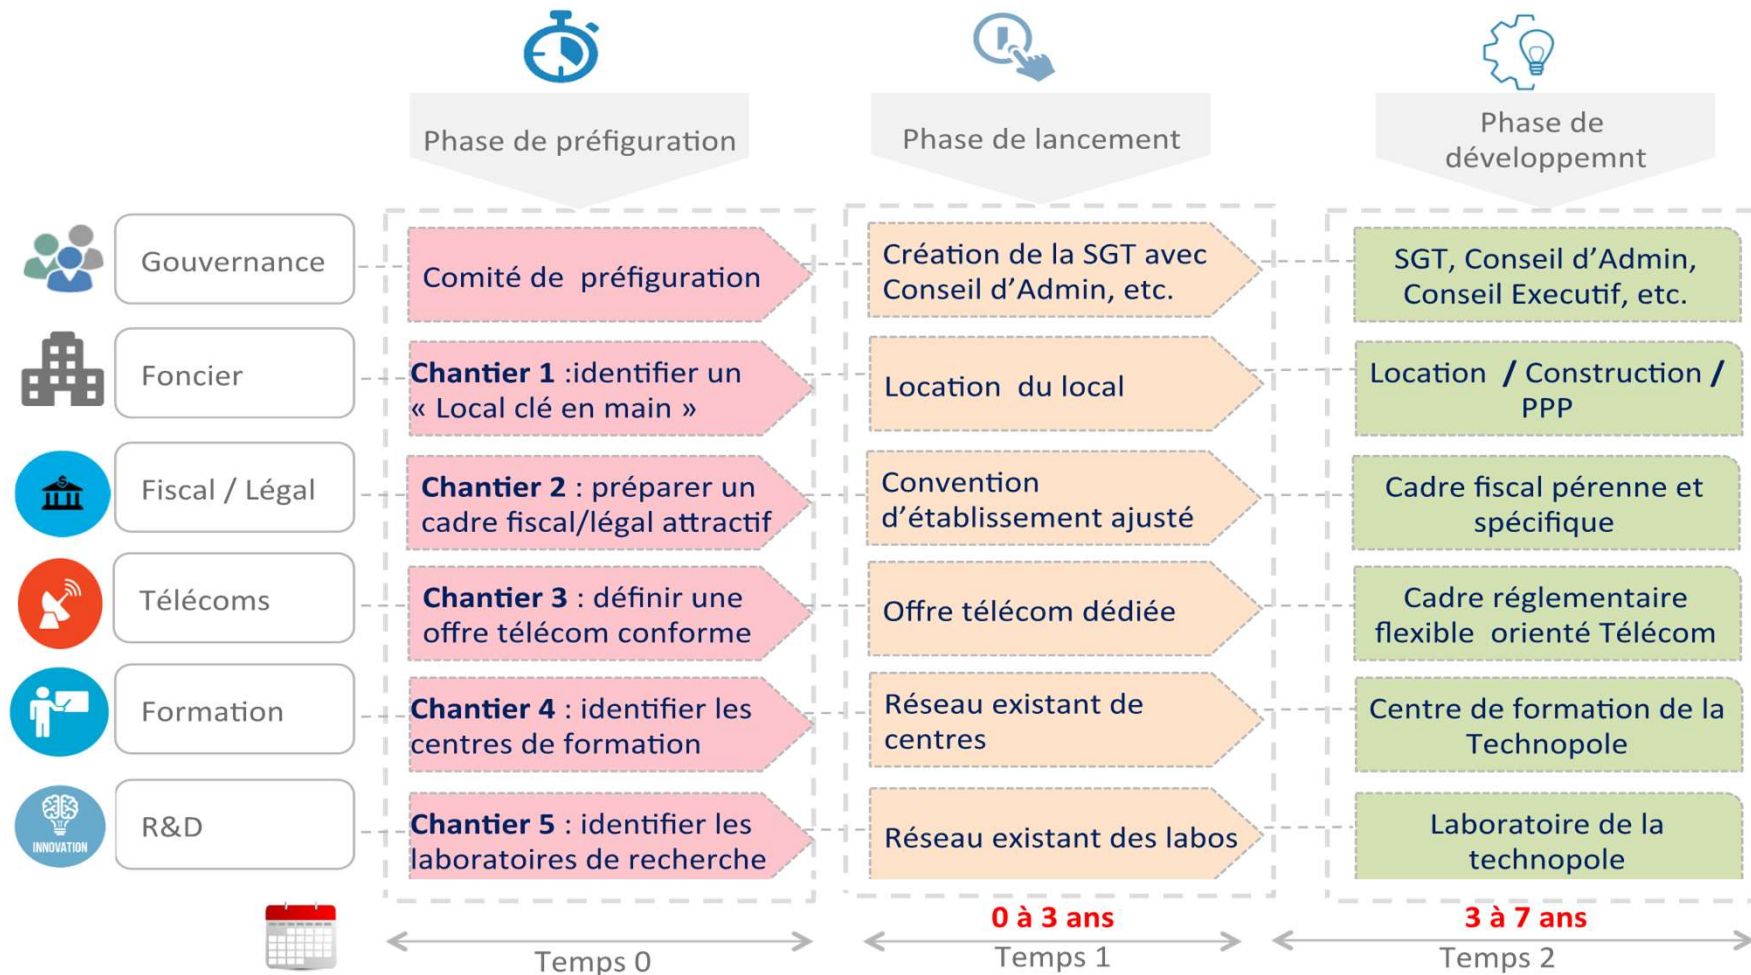 Phase de préfiguration
Phase de lancement
Phase de
développemnt
Gouvernance
Comité de préfiguration
Création de la SGT avec
Conseil d’Admin, etc.
SGT, Conseil d’Admin,
Conseil Executif, etc.
Foncier
Chantier 1 :identifier un
« Local clé en main »
Location du local
Location / Construction /
PPP
Fiscal / Légal
Chantier 2 : préparer un
cadre fiscal/légal attractif
Convention
d’établissement ajusté
Cadre fiscal pérenne et
spécifique
Télécoms
Chantier 3 : définir une
offre télécom conforme
Offre télécom dédiée
Cadre réglementaire
flexible orienté Télécom
Formation
Chantier 4 : identifier les
centres de formation
Réseau existant de
centres
Centre de formation de la
Technopole
INNOVATION
R&D
Chantier 5 : identifier les
laboratoires de recherche
Réseau existant des labos
Laboratoire de la
technopole
0 à 3 ans
3 à 7 ans
Temps 0
Temps 1
Temps 2